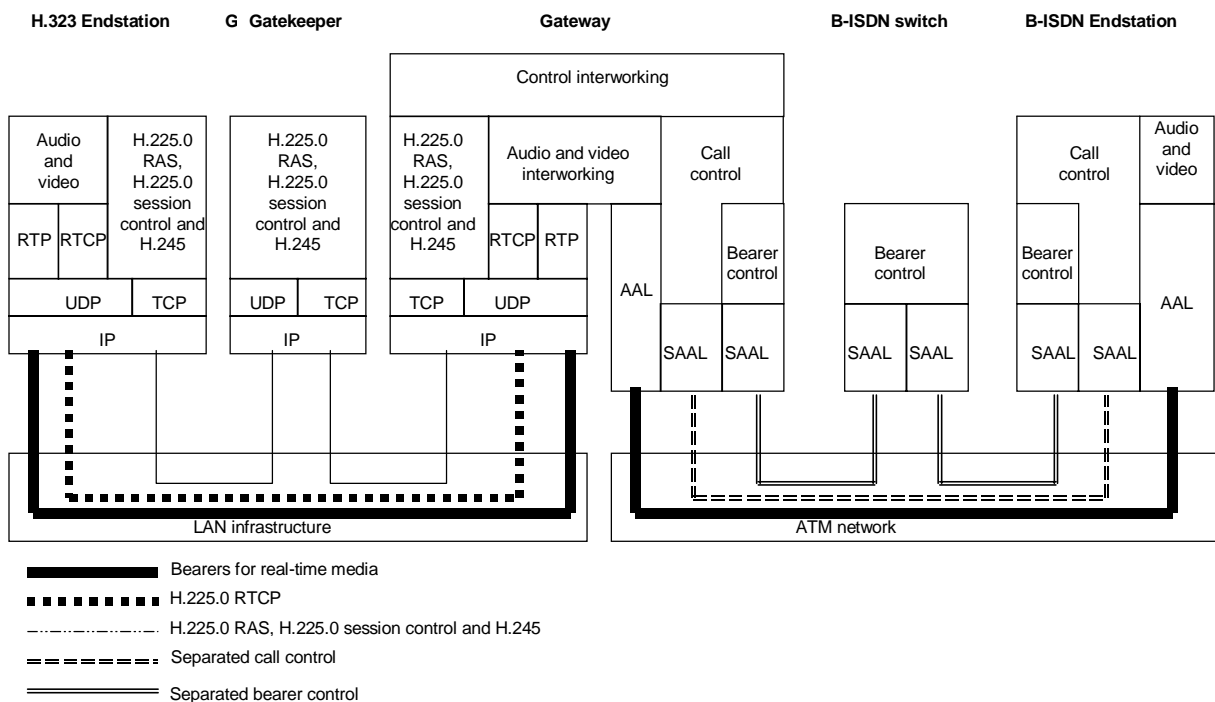 H.323 Endstation
G Gatekeeper
Gateway
B-ISDN switch
B-ISDN Endstation
Control interworking
Audio
and
video
H.225.0
RAS,
H.225.0
session
control and
H.245
RTP
RTCP
UDP
TCP
IP
H.225.0
RAS,
H.225.0
session
control and
H.245
UDP
TCP
IP
H.225.0
RAS,
H.225.0
session
control and
H.245
Audio and video
interworking
RTCP
RTP
TCP
UDP
IP
Call
control
Bearer
control
AAL
SAAL
SAAL
Bearer
control
SAAL
SAAL
Call
control
Audio
and
video
Bearer
control
AAL
SAAL
SAAL
LAN infrastructure
ATM network
Bearers for real-time media
H.225.0 RTCP
H.225.0 RAS, H.225.0 session control and H.245
Separated call control
Separated bearer control